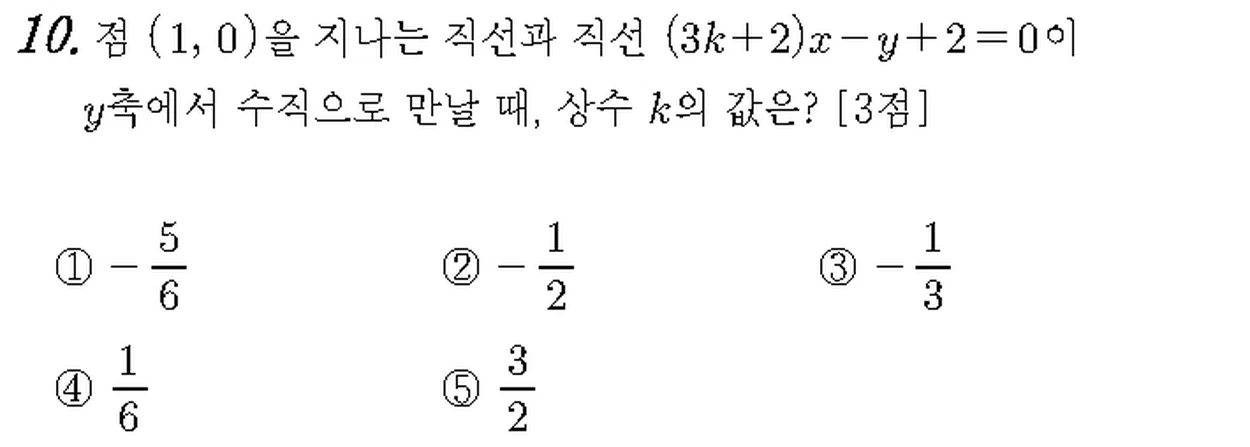 10. 점 (1, 0)을 지나는 직선과 직선 (3k+2)x-y+2=0이
y축에서 수직으로 만날 때, 상수 k의 값은? [3점]
① -5/6 ② -1/2 ③ -1/3
④ 1/6 ⑤ 3/2